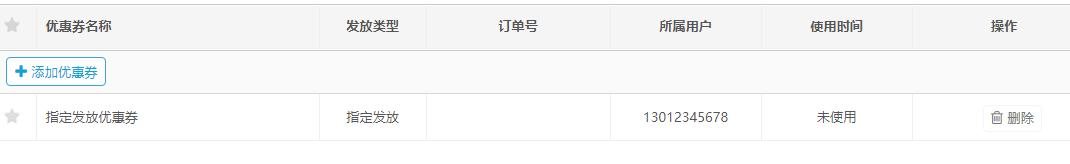 优惠券名称 发放类型 订单号 所属用户 使用时间 操作
添加优惠券
指定发放优惠券 指定发放 13012345678 未使用 删除